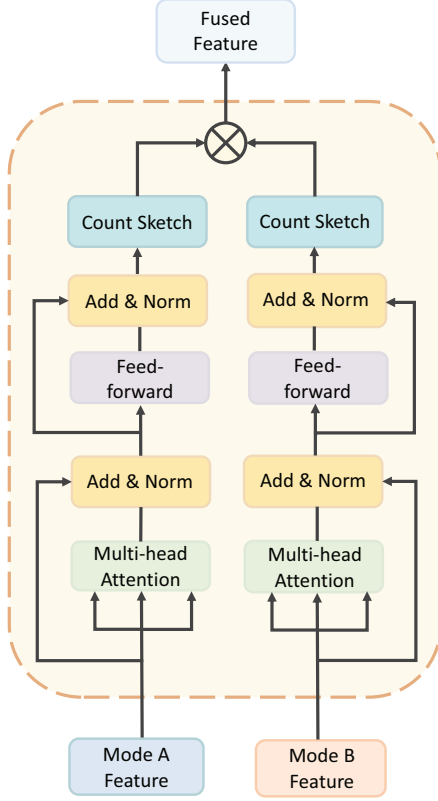 Fused
Feature
Count Sketch
Count Sketch
Add & Norm
Add & Norm
Feed-
forward
Feed-
forward
Add & Norm
Add & Norm
Multi-head
Attention
Multi-head
Attention
Mode A
Feature
Mode B
Feature